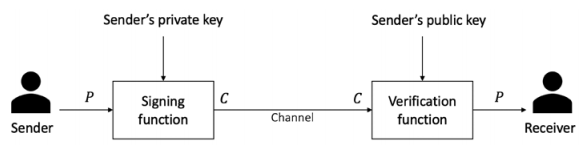 Sender's private key
Sender's public key
P
Signing
function
C
Channel
C
Verification
function
P
Sender
Receiver